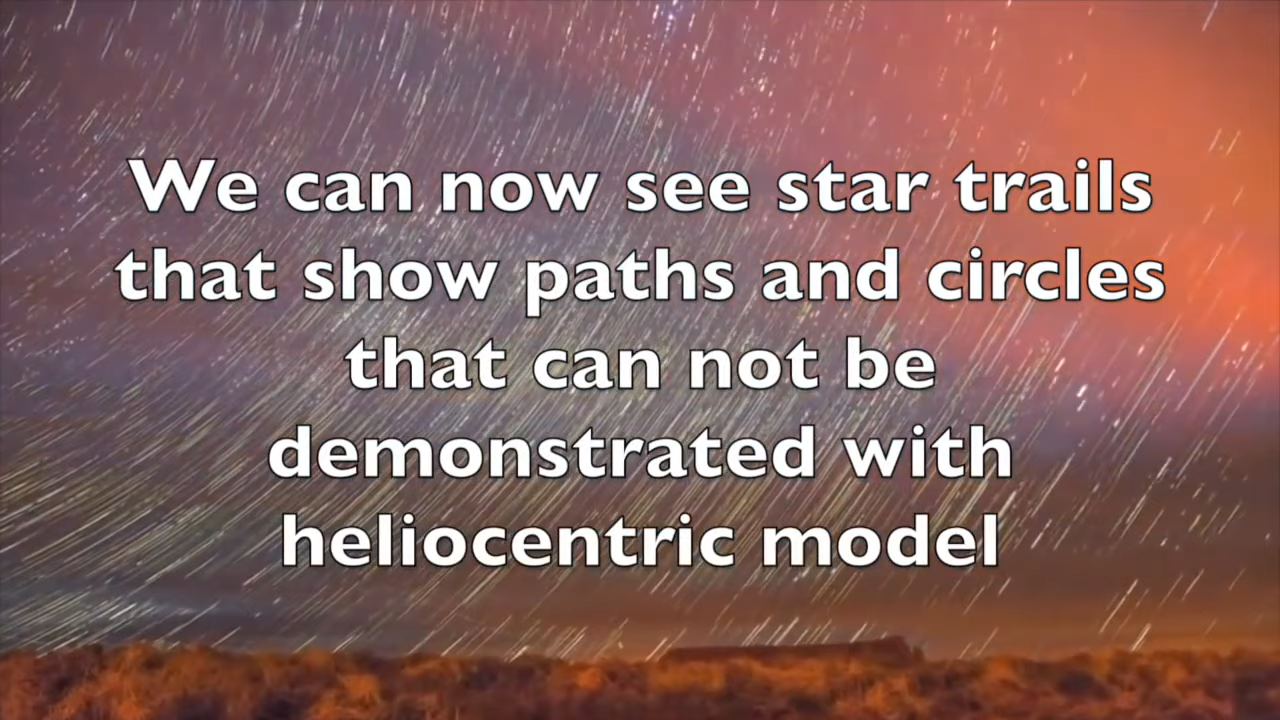 We can now see star trails
that show paths and circles
that can not be
demonstrated with
heliocentric model